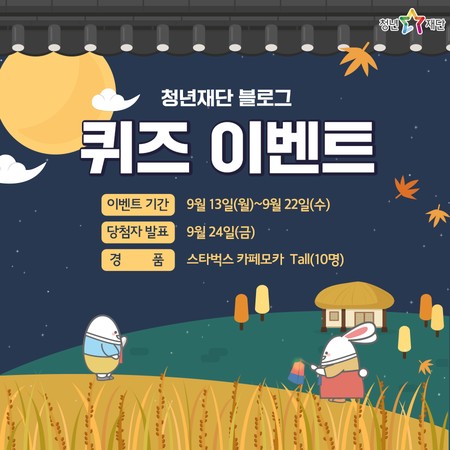 청년재단
청년재단 블로그
퀴즈 이벤트
이벤트 기간 9월 13일(월)~9월 22일(수)
당첨자 발표 9월 24일(금)
경 품 스타벅스 카페모카 Tall(10명)